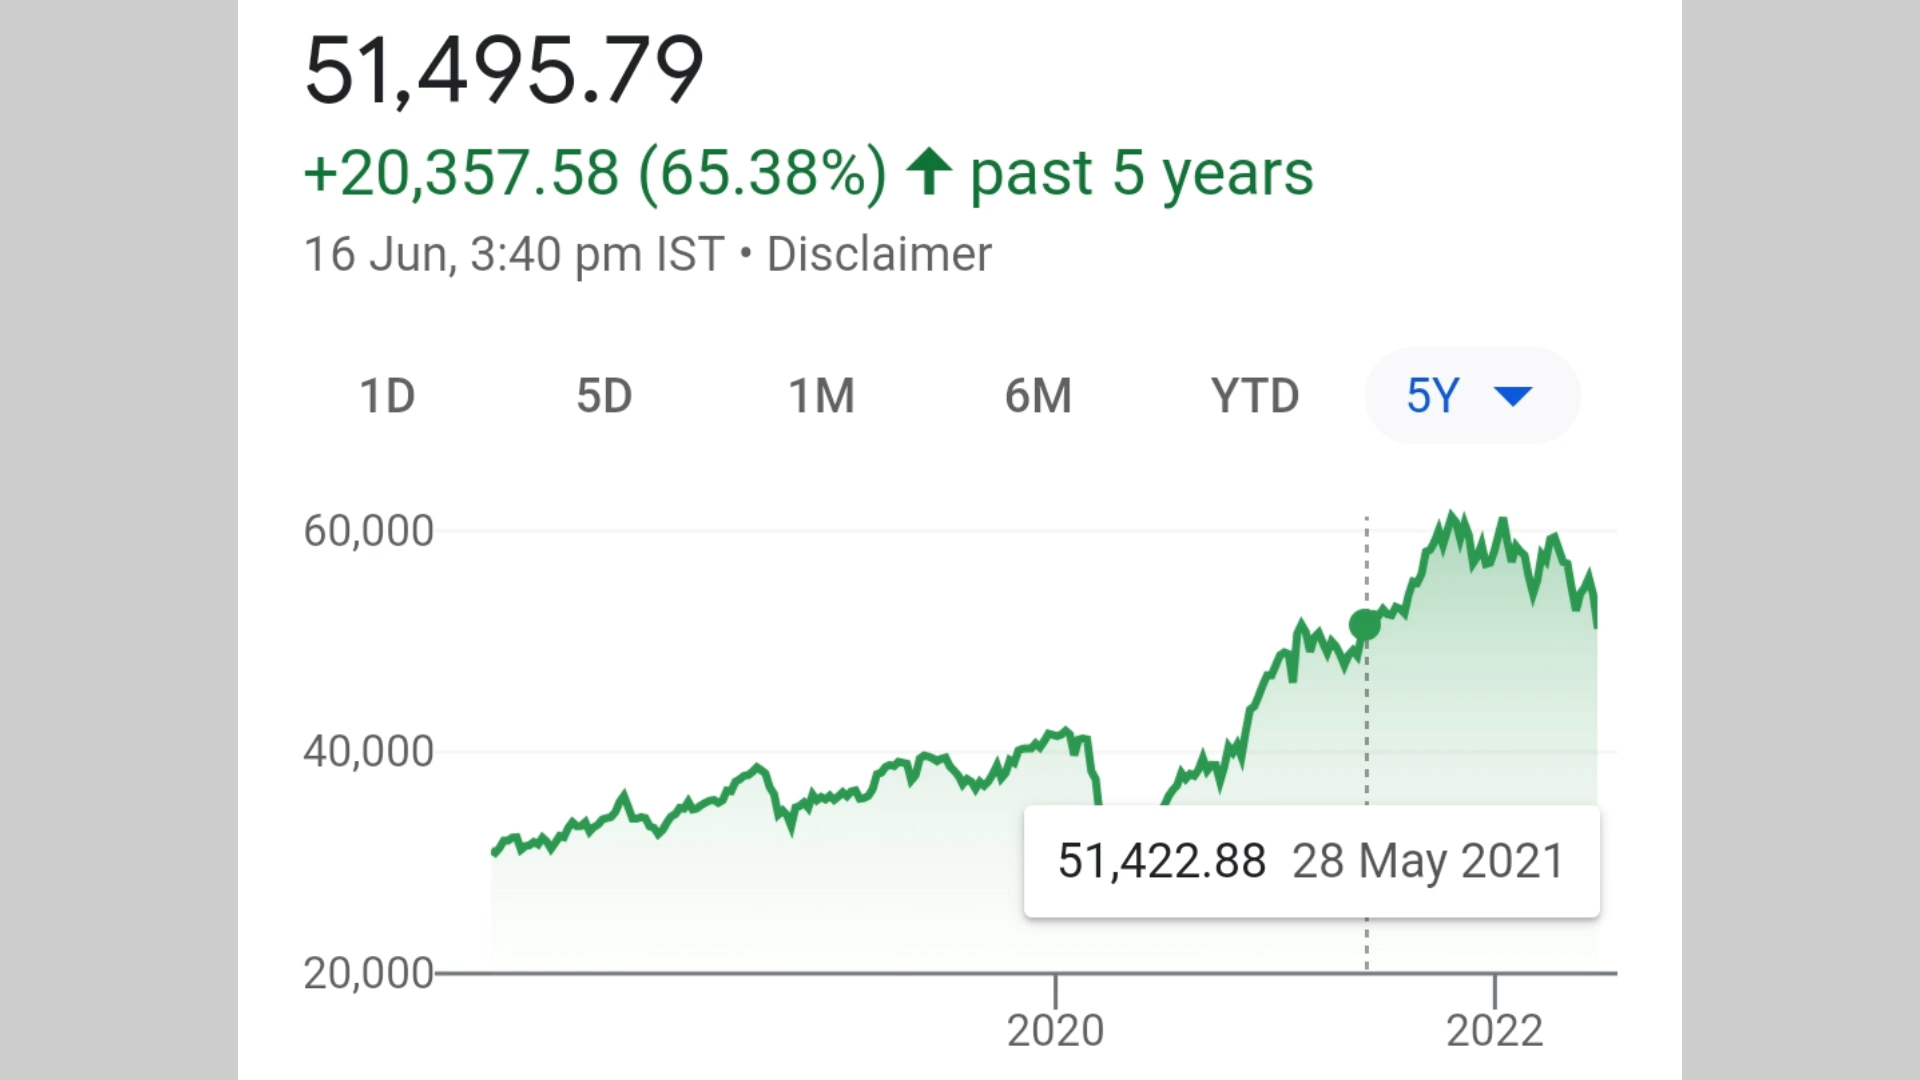 51,495.79
+20,357.58 (65.38%) ↑ past 5 years
16 Jun, 3:40 pm IST • Disclaimer
1D 5D 1M 6M YTD 5Y
60,000
40,000
51,422.88 28 May 2021
20,000
2020 2022